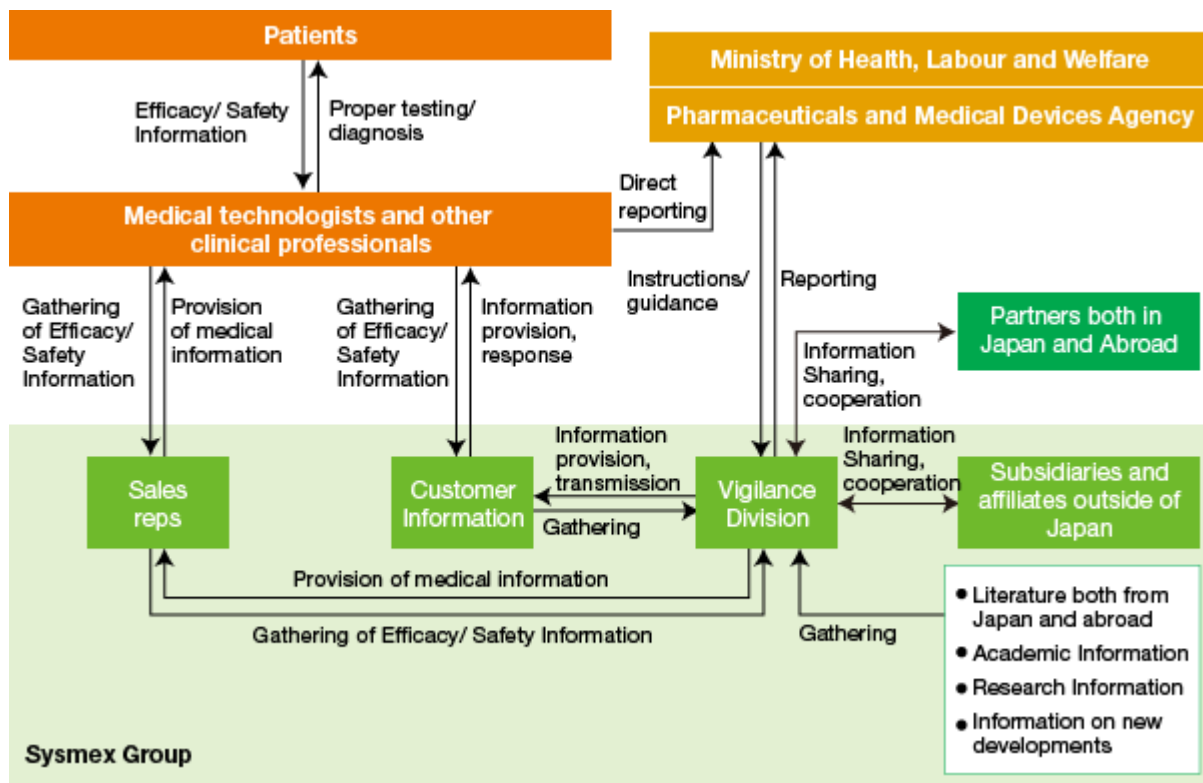 Patients
Ministry of Health, Labour and Welfare
Pharmaceuticals and Medical Devices Agency
Efficacy/ Safety
Information
Proper testing/
diagnosis
Medical technologists and other
clinical professionals
Direct
reporting
Gathering
of Efficacy/
Safety
Information
Provision
of medical
information
Gathering
of Efficacy/
Safety
Information
Information
provision,
response
Instructions/
guidance
Reporting
Partners both in
Japan and Abroad
Information
Sharing,
cooperation
Sales
reps
Customer
Information
Information
provision,
transmission
Gathering
Vigilance
Division
Information
Sharing,
cooperation
Subsidiaries and
affiliates outside of
Japan
Provision of medical information
Gathering of Efficacy/ Safety Information
Gathering
● Literature both from
Japan and abroad
● Academic Information
● Research Information
● Information on new
developments
Sysmex Group